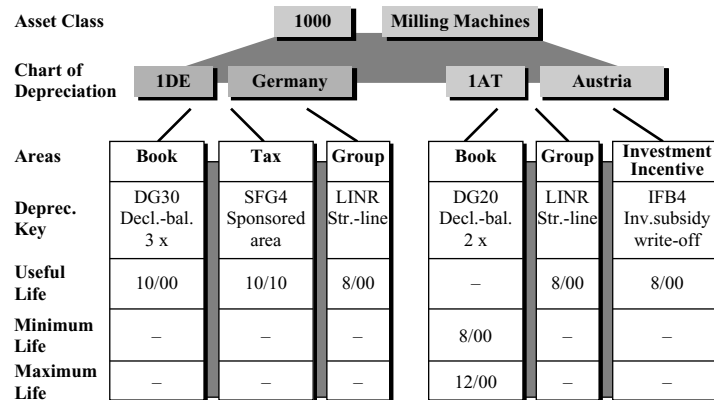 Asset Class 1000 Milling Machines
Chart of
Depreciation 1DE Germany 1AT Austria
Areas Book Tax Group Book Group Investment
Incentive
Deprec.
Key DG30 SFG4 LINR DG20 LINR IFB4
Decl.-bal. Sponsored Str.-line Decl.-bal. Str.-line Inv.subsidy
3 x area 2 x write-off
Useful
Life 10/00 10/10 8/00 – 8/00 8/00
Minimum
Life – – – 8/00 – –
Maximum
Life – – – 12/00 – –